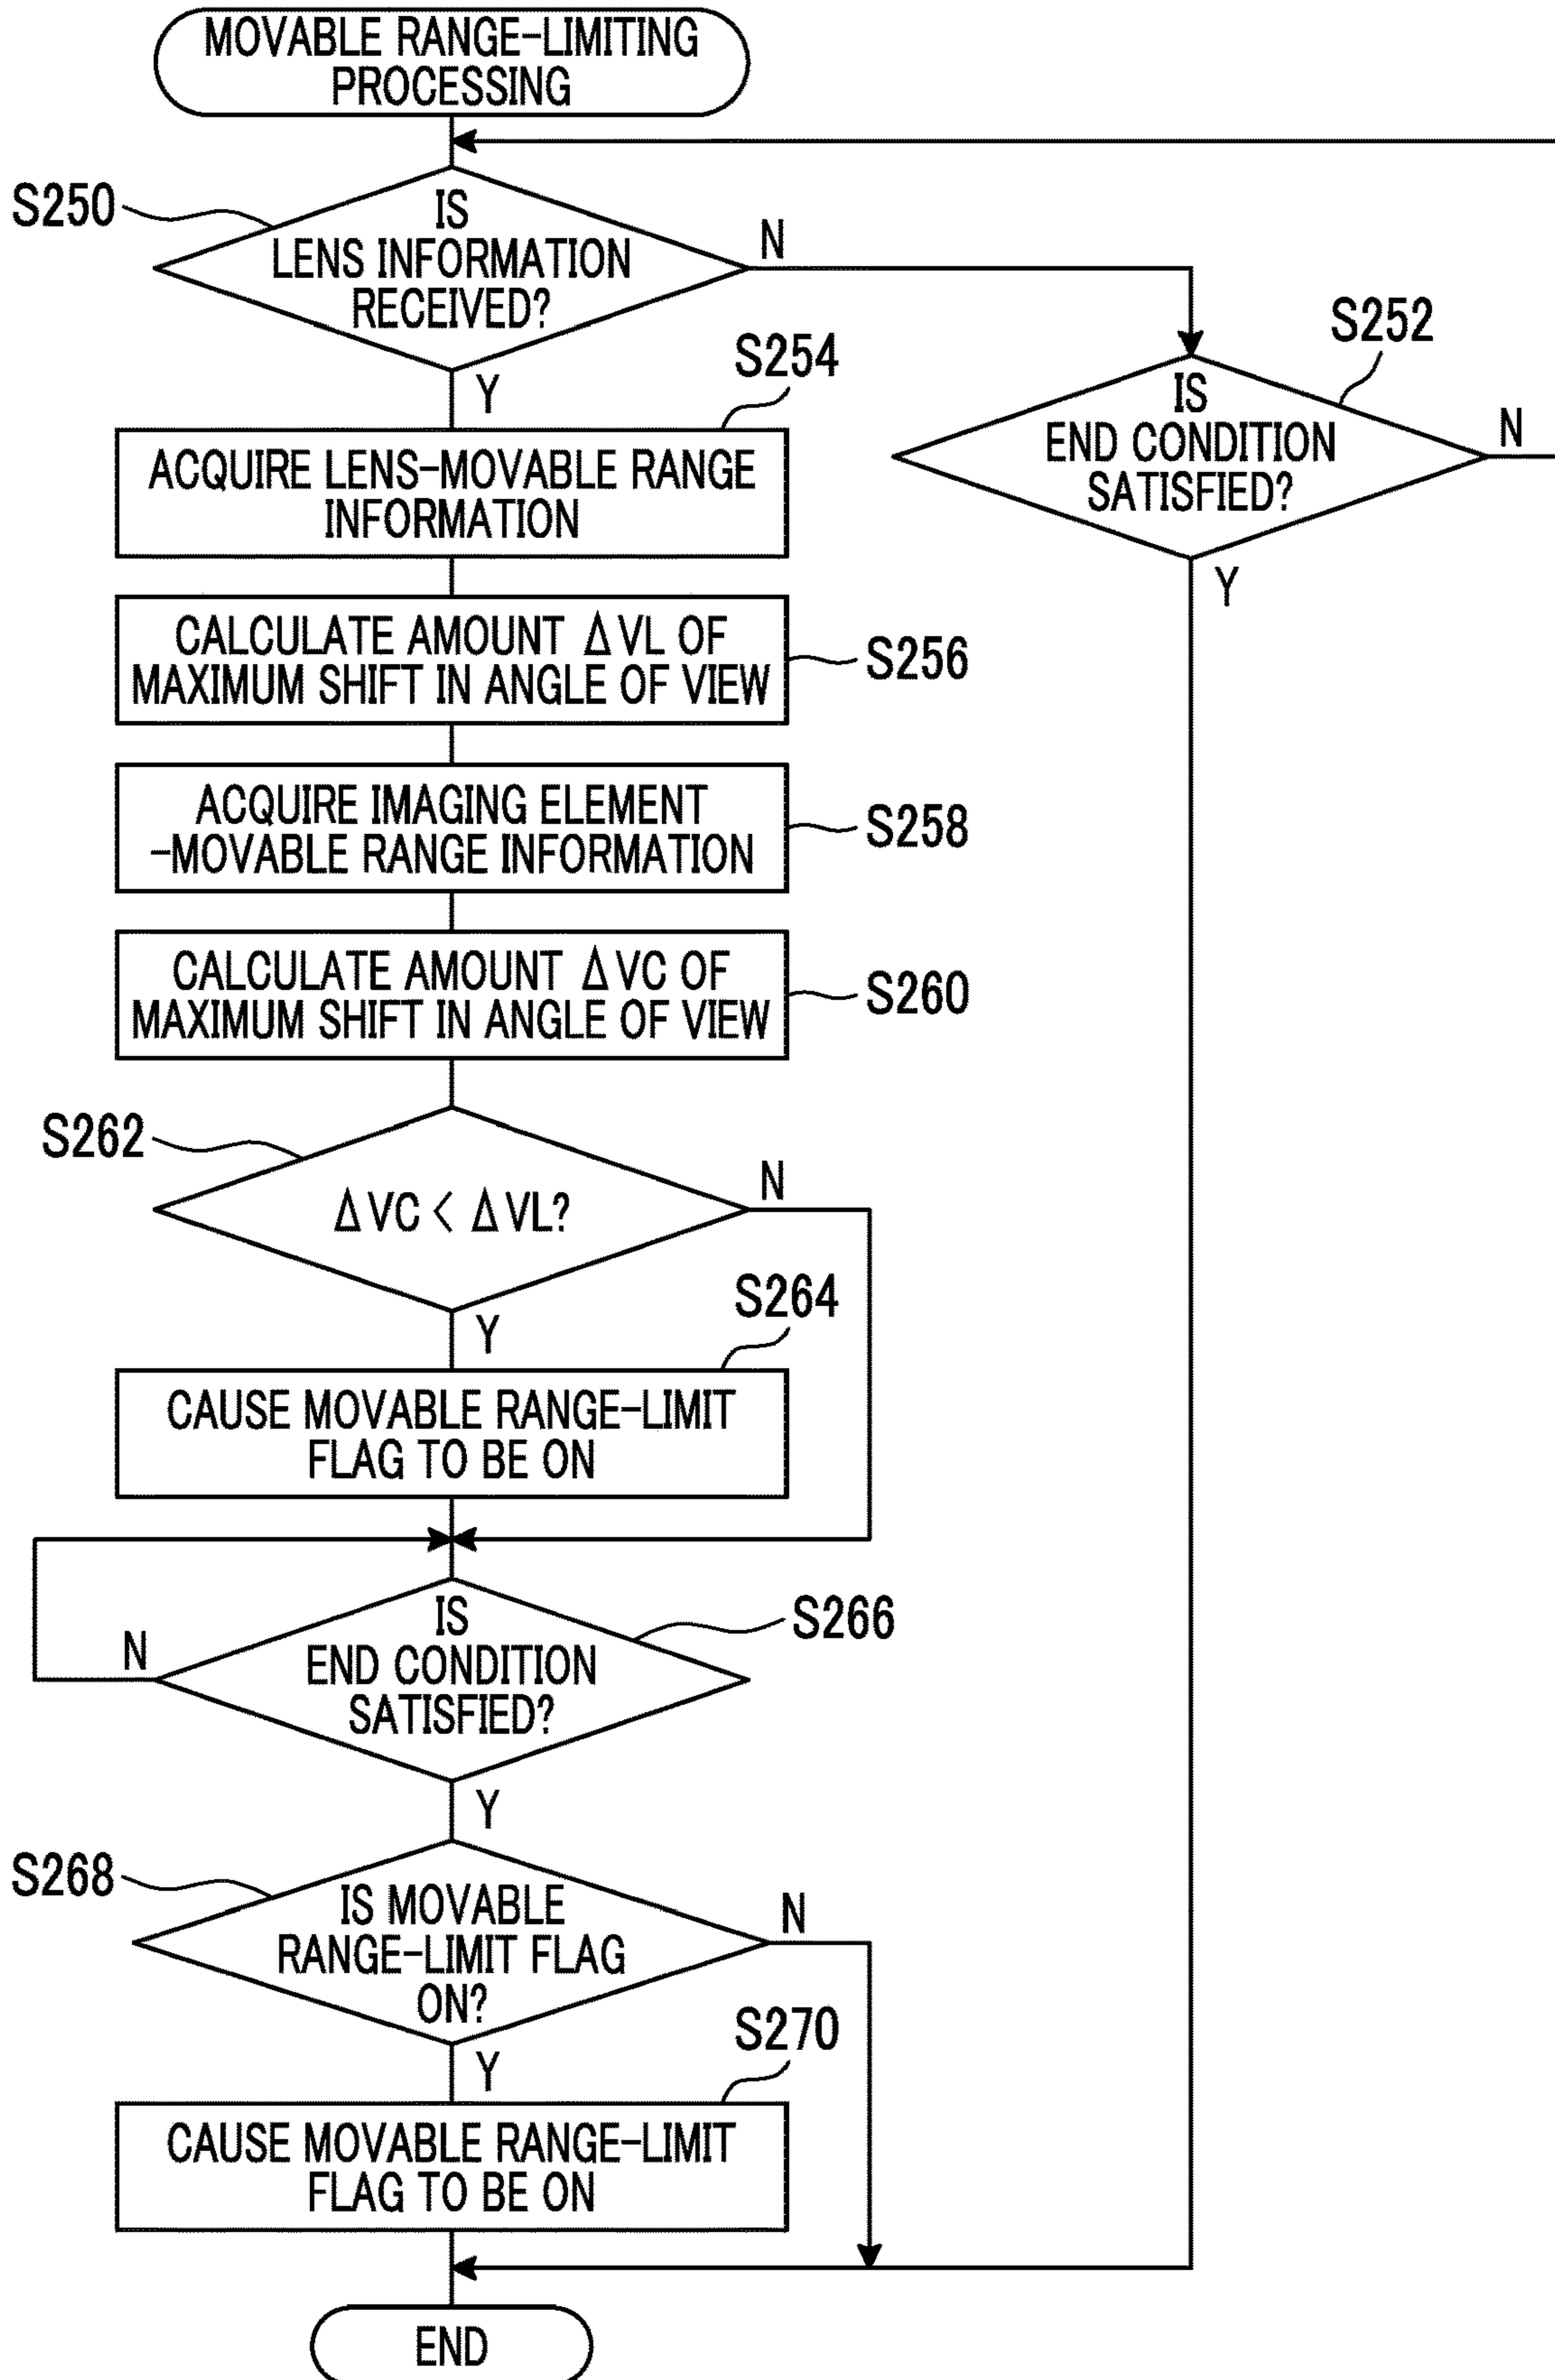 MOVABLE RANGE-LIMITING
PROCESSING
S250
IS
LENS INFORMATION
RECEIVED?
N
Y
S252
IS
END CONDITION
SATISFIED?
N
Y
S254
ACQUIRE LENS-MOVABLE RANGE
INFORMATION
CALCULATE AMOUNT ΔVL OF
MAXIMUM SHIFT IN ANGLE OF VIEW
S256
ACQUIRE IMAGING ELEMENT
-MOVABLE RANGE INFORMATION
S258
CALCULATE AMOUNT ΔVC OF
MAXIMUM SHIFT IN ANGLE OF VIEW
S260
S262
ΔVC < ΔVL?
N
Y
S264
CAUSE MOVABLE RANGE-LIMIT
FLAG TO BE ON
S266
IS
END CONDITION
SATISFIED?
N
Y
S268
IS MOVABLE
RANGE-LIMIT FLAG
ON?
N
Y
S270
CAUSE MOVABLE RANGE-LIMIT
FLAG TO BE ON
END